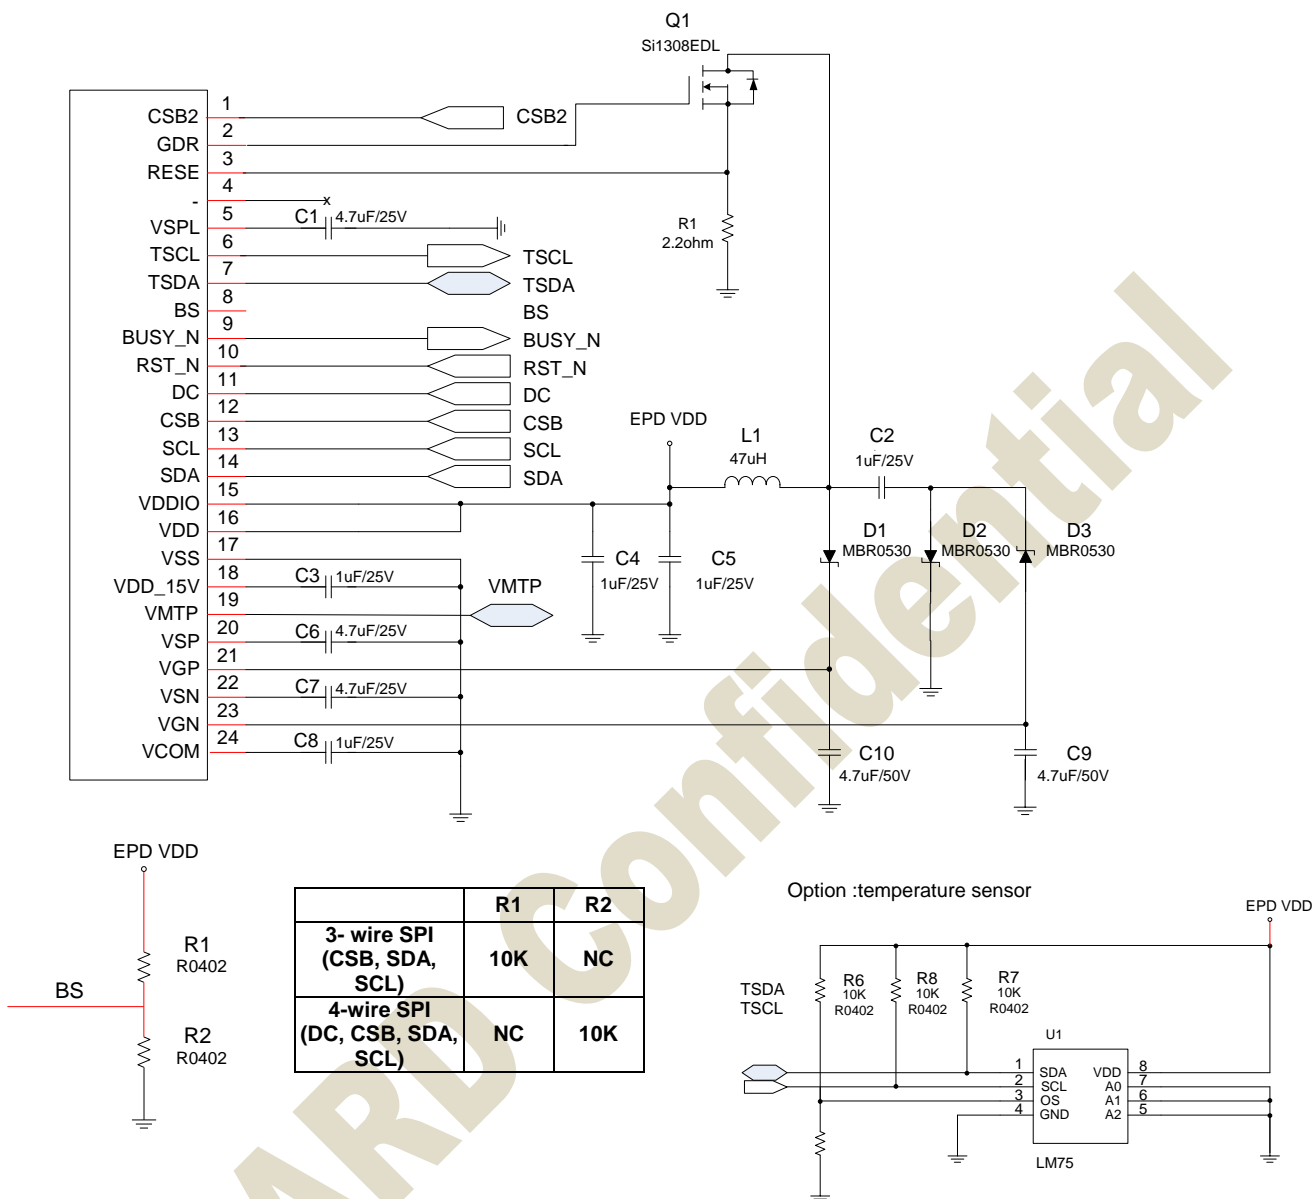 Q1
Si1308EDL
CSB2 1 CSB2
GDR 2
RESE 3
- 4 x
VSPL 5 C1 4.7uF/25V
TSCL 6 TSCL
TSDA 7 TSDA
BS 8 BS
BUSY_N 9 BUSY_N
RST_N 10 RST_N
DC 11 DC
CSB 12 CSB
SCL 13 SCL
SDA 14 SDA
VDDIO 15
VDD 16
VSS 17
VDD_15V 18 C3 1uF/25V
VMTP 19 VMTP
VSP 20 C6 4.7uF/25V
VGP 21
VSN 22 C7 4.7uF/25V
VGN 23
VCOM 24 C8 1uF/25V
R1
2.2ohm
EPD VDD
L1
47uH
C2
1uF/25V
D1
MBR0530
D2
MBR0530
D3
MBR0530
C4
1uF/25V
C5
1uF/25V
C10
4.7uF/50V
C9
4.7uF/50V
EPD VDD
R1
R0402
BS
R2
R0402
R1 R2
3- wire SPI
(CSB, SDA,
SCL)
10K NC
4-wire SPI
(DC, CSB, SDA,
SCL)
NC 10K
Option :temperature sensor
EPD VDD
TSDA
TSCL
R6
10K
R0402
R8
10K
R0402
R7
10K
R0402
U1
1 SDA VDD 8
2 SCL A0 7
3 OS A1 6
4 GND A2 5
LM75
ARD Confidential